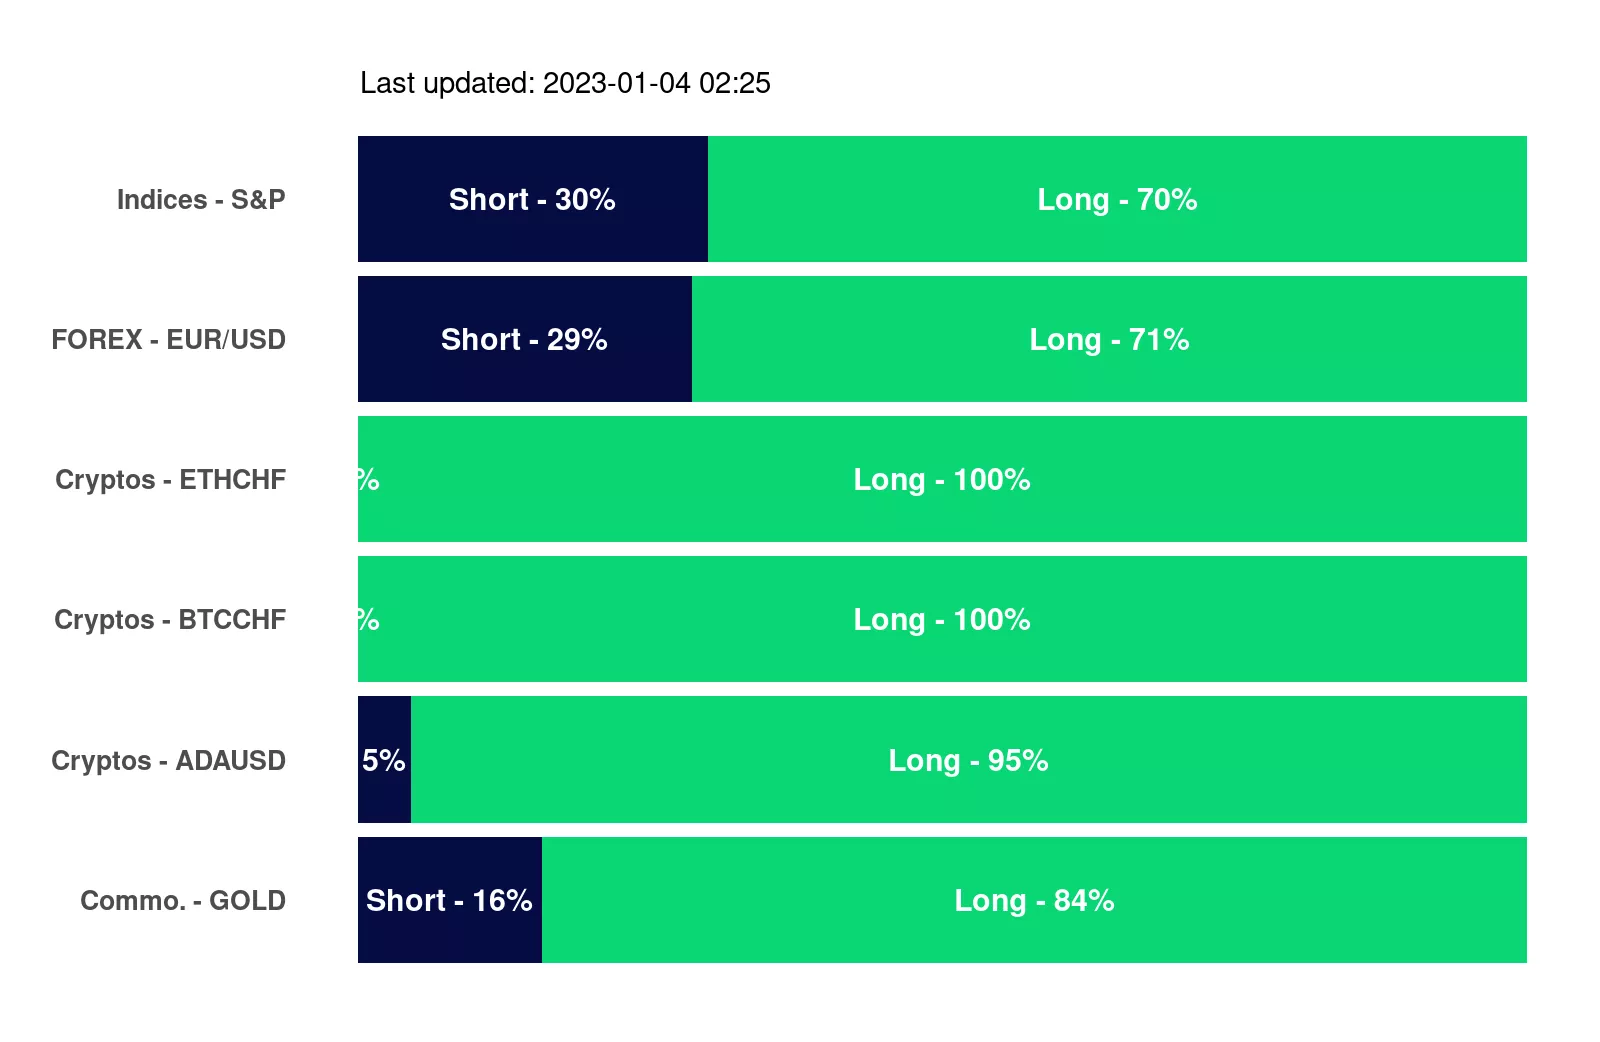 Last updated: 2023-01-04 02:25
Indices - S&P Short - 30% Long - 70%
FOREX - EUR/USD Short - 29% Long - 71%
Cryptos - ETHCHF % Long - 100%
Cryptos - BTCCHF % Long - 100%
Cryptos - ADAUSD 5% Long - 95%
Commo. - GOLD Short - 16% Long - 84%